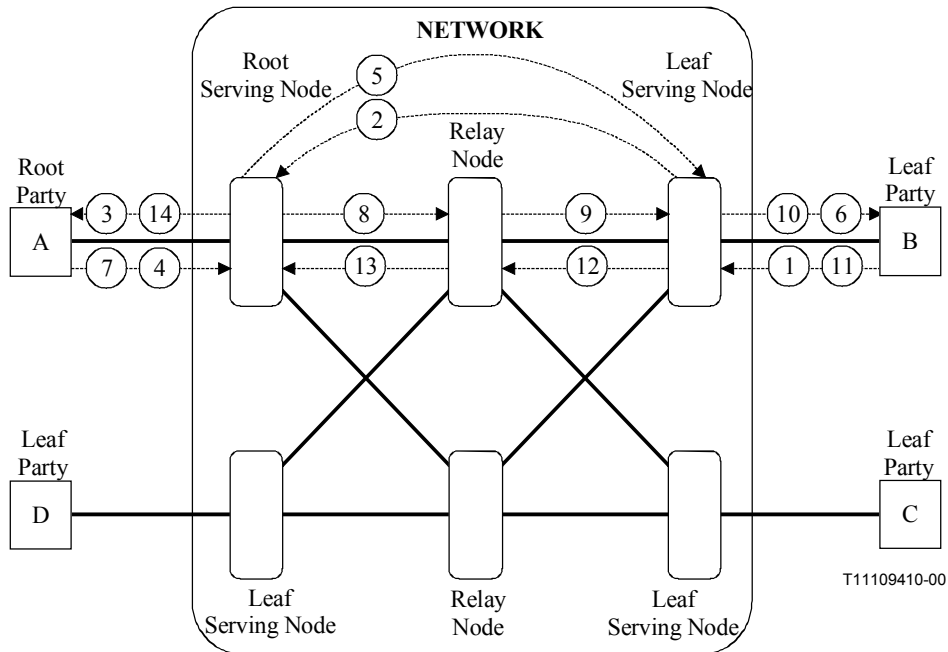 NETWORK
Root
Serving Node
5
Leaf
Serving Node
2
Relay
Node
Root
Party
Leaf
Party
3 14 8 9 10 6
A
B
7 4 13 12 1 11
Leaf
Party
Leaf
Party
D
C
T11109410-00
Leaf
Serving Node
Relay
Node
Leaf
Serving Node